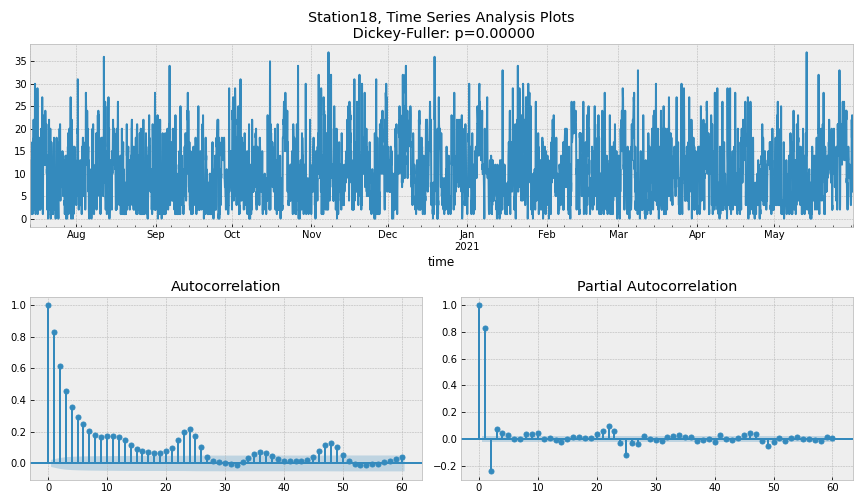 Station18, Time Series Analysis Plots
Dickey-Fuller: p=0.00000
35
30
25
20
15
10
5
0
Aug Sep Oct Nov Dec Jan Feb Mar Apr May
2021
time
Autocorrelation Partial Autocorrelation
1.0 1.0
0.8 0.8
0.6 0.6
0.4 0.4
0.2 0.2
0.0 0.0
−0.2
0 10 20 30 40 50 60 0 10 20 30 40 50 60